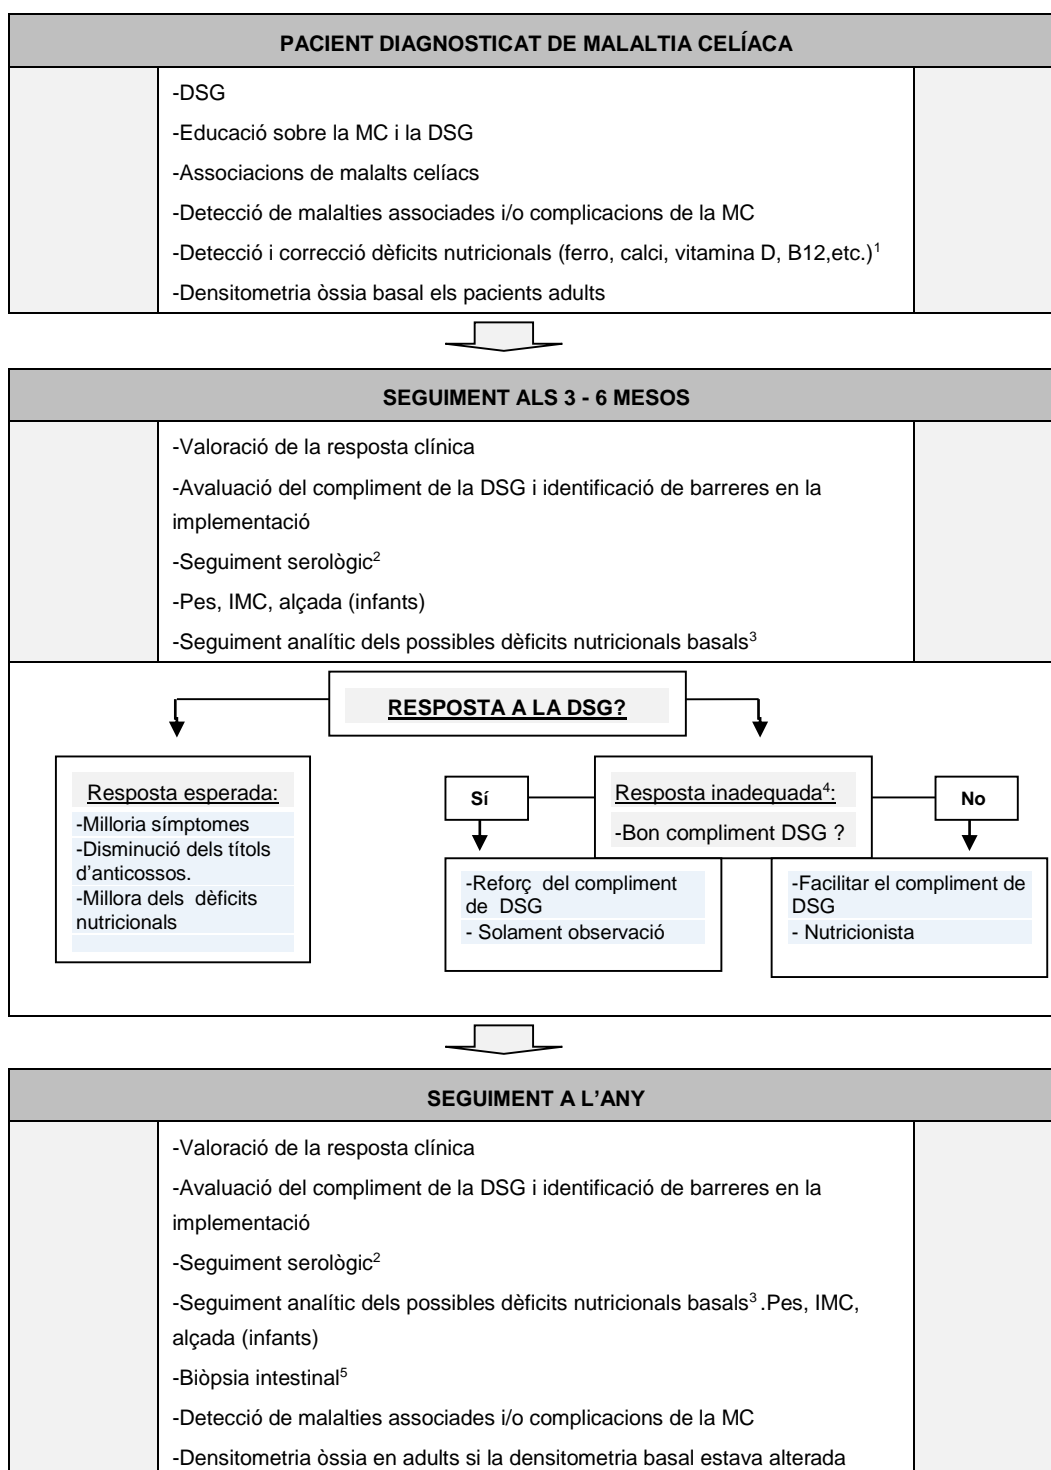 PACIENT DIAGNOSTICAT DE MALALTIA CELÍACA
-DSG
-Educació sobre la MC i la DSG
-Associacions de malalts celíacs
-Detecció de malalties associades i/o complicacions de la MC
-Detecció i correcció dèficits nutricionals (ferro, calci, vitamina D, B12,etc.)¹
-Densitometria òssia basal els pacients adults
SEGUIMENT ALS 3 - 6 MESOS
-Valoració de la resposta clínica
-Avaluació del compliment de la DSG i identificació de barreres en la
implementació
-Seguiment serològic²
-Pes, IMC, alçada (infants)
-Seguiment analític dels possibles dèficits nutricionals basals³
RESPOSTA A LA DSG?
Resposta esperada:
-Milloria símptomes
-Disminució dels títols
d'anticossos.
-Millora dels dèficits
nutricionals
Sí
Resposta inadequada⁴:
-Bon compliment DSG ?
No
-Reforç del compliment
de DSG
- Solament observació
-Facilitar el compliment de
DSG
- Nutricionista
SEGUIMENT A L'ANY
-Valoració de la resposta clínica
-Avaluació del compliment de la DSG i identificació de barreres en la
implementació
-Seguiment serològic²
-Seguiment analític dels possibles dèficits nutricionals basals³ .Pes, IMC,
alçada (infants)
-Biòpsia intestinal⁵
-Detecció de malalties associades i/o complicacions de la MC
-Densitometria òssia en adults si la densitometria basal estava alterada